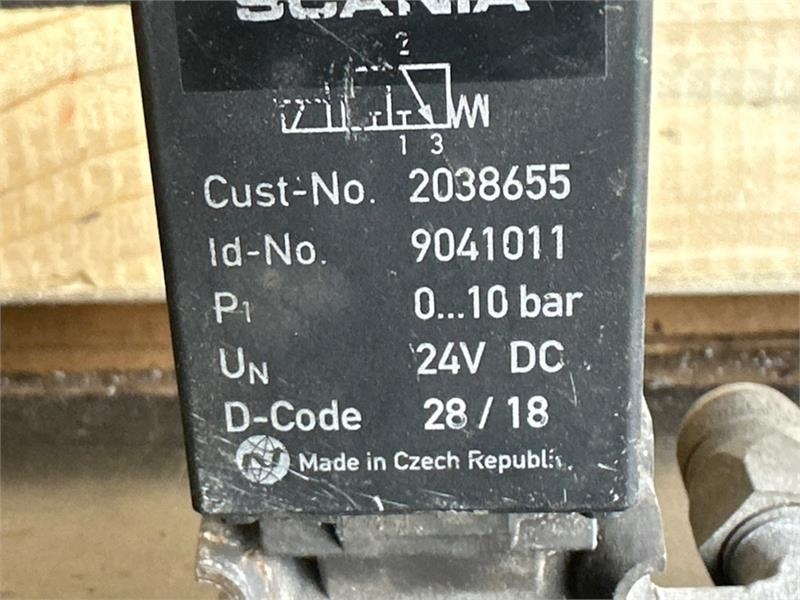 SCANIA
2
1 3
Cust-No. 2038655
Id-No. 9041011
P1 0...10 bar
UN 24V DC
D-Code 28 / 18
Made in Czech Republic